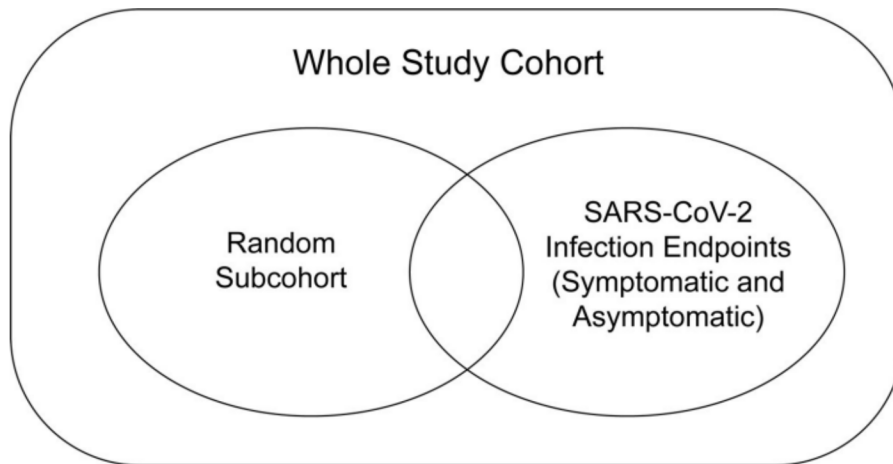 Whole Study Cohort
Random
Subcohort
SARS-CoV-2
Infection Endpoints
(Symptomatic and
Asymptomatic)